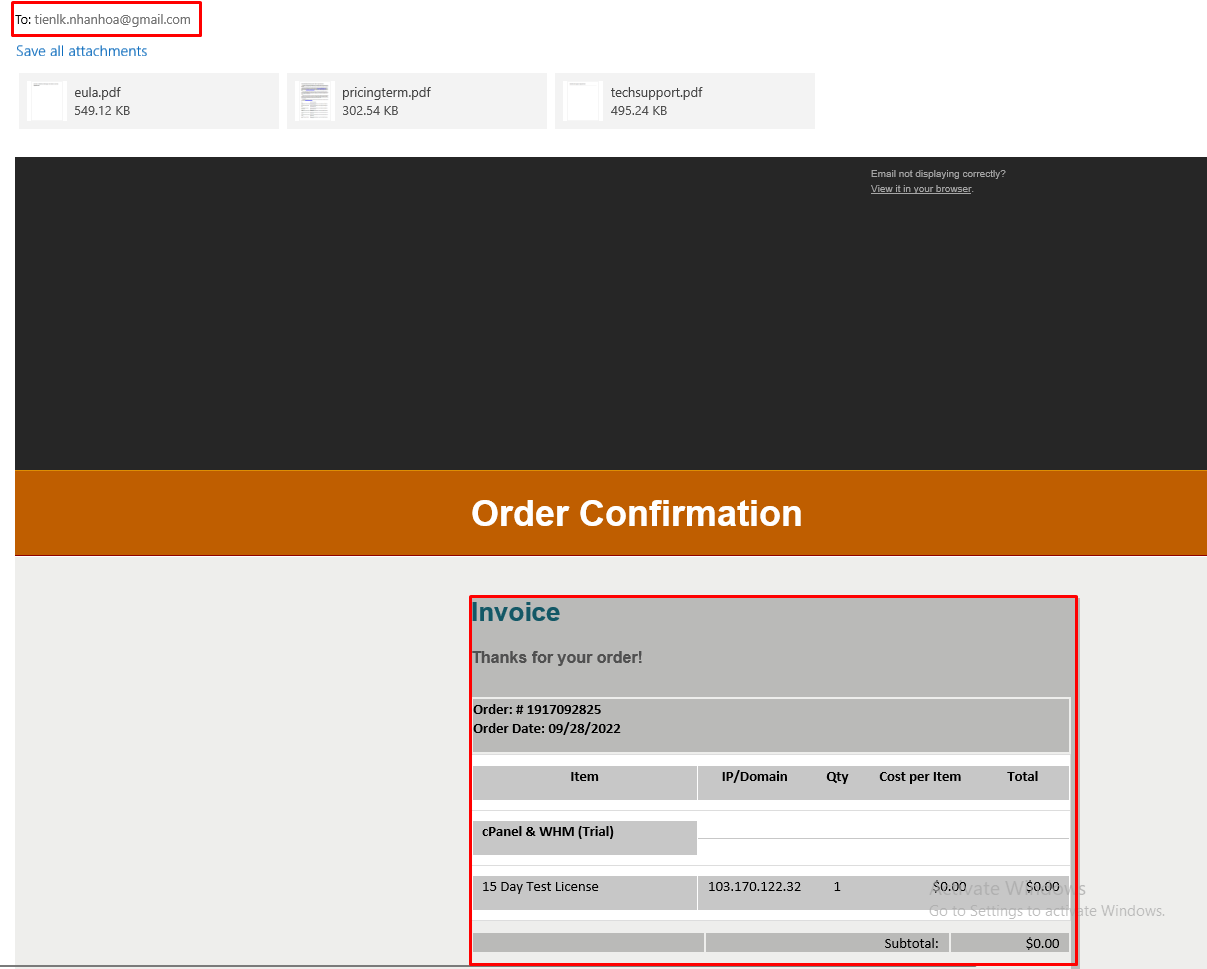 To: tienlk.nhanhoa@gmail.com
Save all attachments
eula.pdf
549.12 KB
pricingterm.pdf
302.54 KB
techsupport.pdf
495.24 KB
Email not displaying correctly?
View it in your browser.
Order Confirmation
Invoice
Thanks for your order!
Order: # 1917092825
Order Date: 09/28/2022
Item IP/Domain Qty Cost per Item Total
cPanel & WHM (Trial)
15 Day Test License 103.170.122.32 1 $0.00 $0.00
Activate Windows
Go to Settings to activate Windows.
Subtotal: $0.00